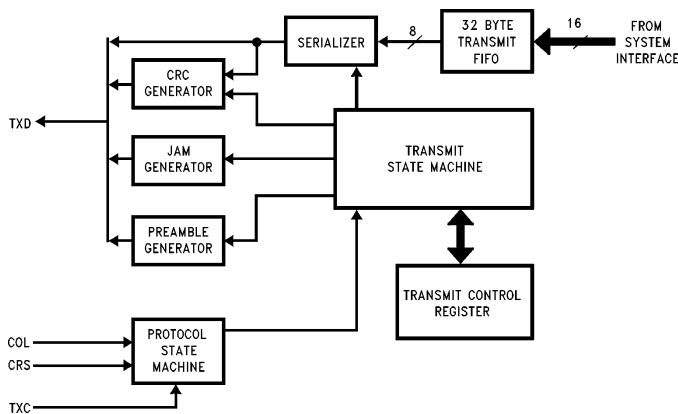 32 BYTE
TRANSMIT
FIFO
16
FROM
SYSTEM
INTERFACE
8
SERIALIZER
CRC
GENERATOR
TXD
JAM
GENERATOR
TRANSMIT
STATE MACHINE
PREAMBLE
GENERATOR
TRANSMIT CONTROL
REGISTER
COL
CRS
TXC
PROTOCOL
STATE
MACHINE